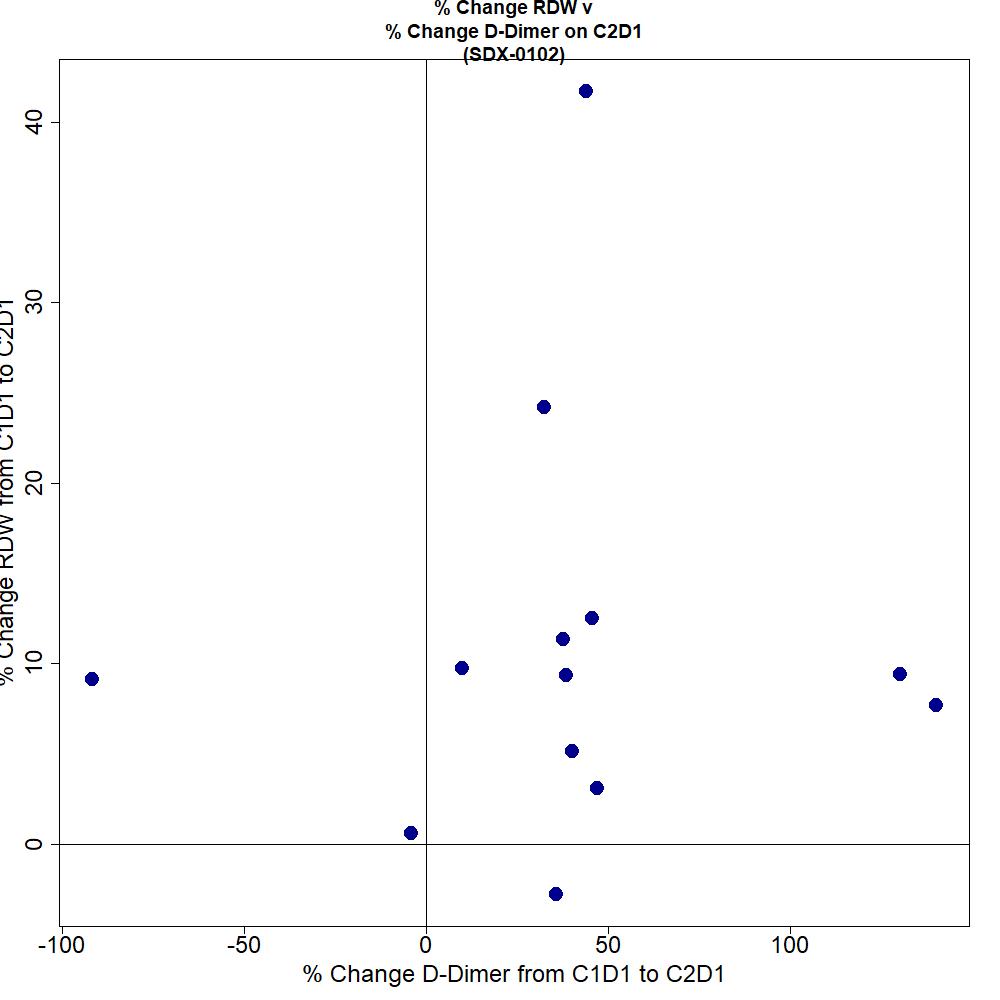 % Change RDW v
% Change D-Dimer on C2D1
(SDX-0102)
% Change RDW from C1D1 to C2D1
40
30
20
10
0
-100
-50
0
50
100
% Change D-Dimer from C1D1 to C2D1